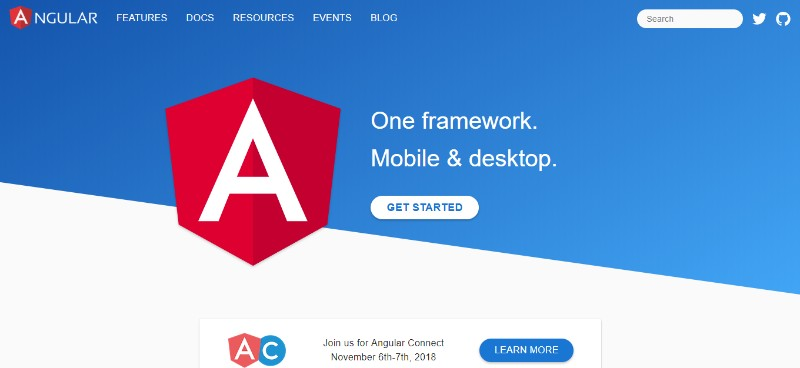 ANGULAR FEATURES DOCS RESOURCES EVENTS BLOG Search
A
One framework.
Mobile & desktop.
GET STARTED
AC
Join us for Angular Connect
November 6th-7th, 2018
LEARN MORE